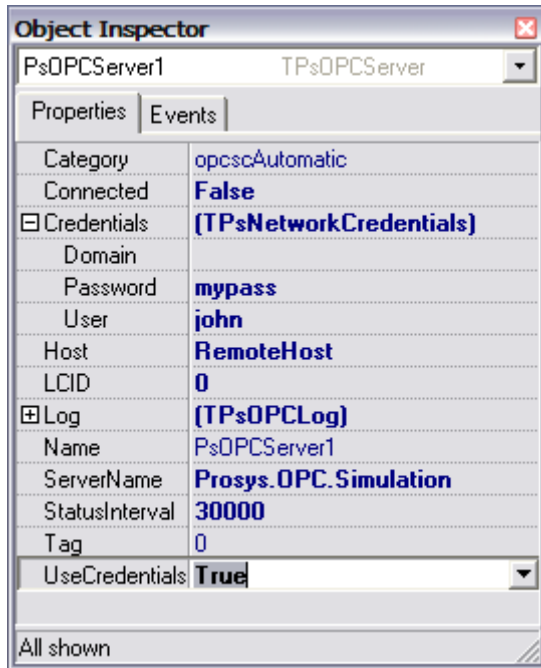 Object Inspector
PsOPCServer1 TPsOPCServer
Properties Events
Category opcscAutomatic
Connected False
Credentials (TPsNetworkCredentials)
Domain
Password mypass
User john
Host RemoteHost
LCID 0
Log (TPsOPCLog)
Name PsOPCServer1
ServerName Prosys.OPC.Simulation
StatusInterval 30000
Tag 0
UseCredentials True
All shown